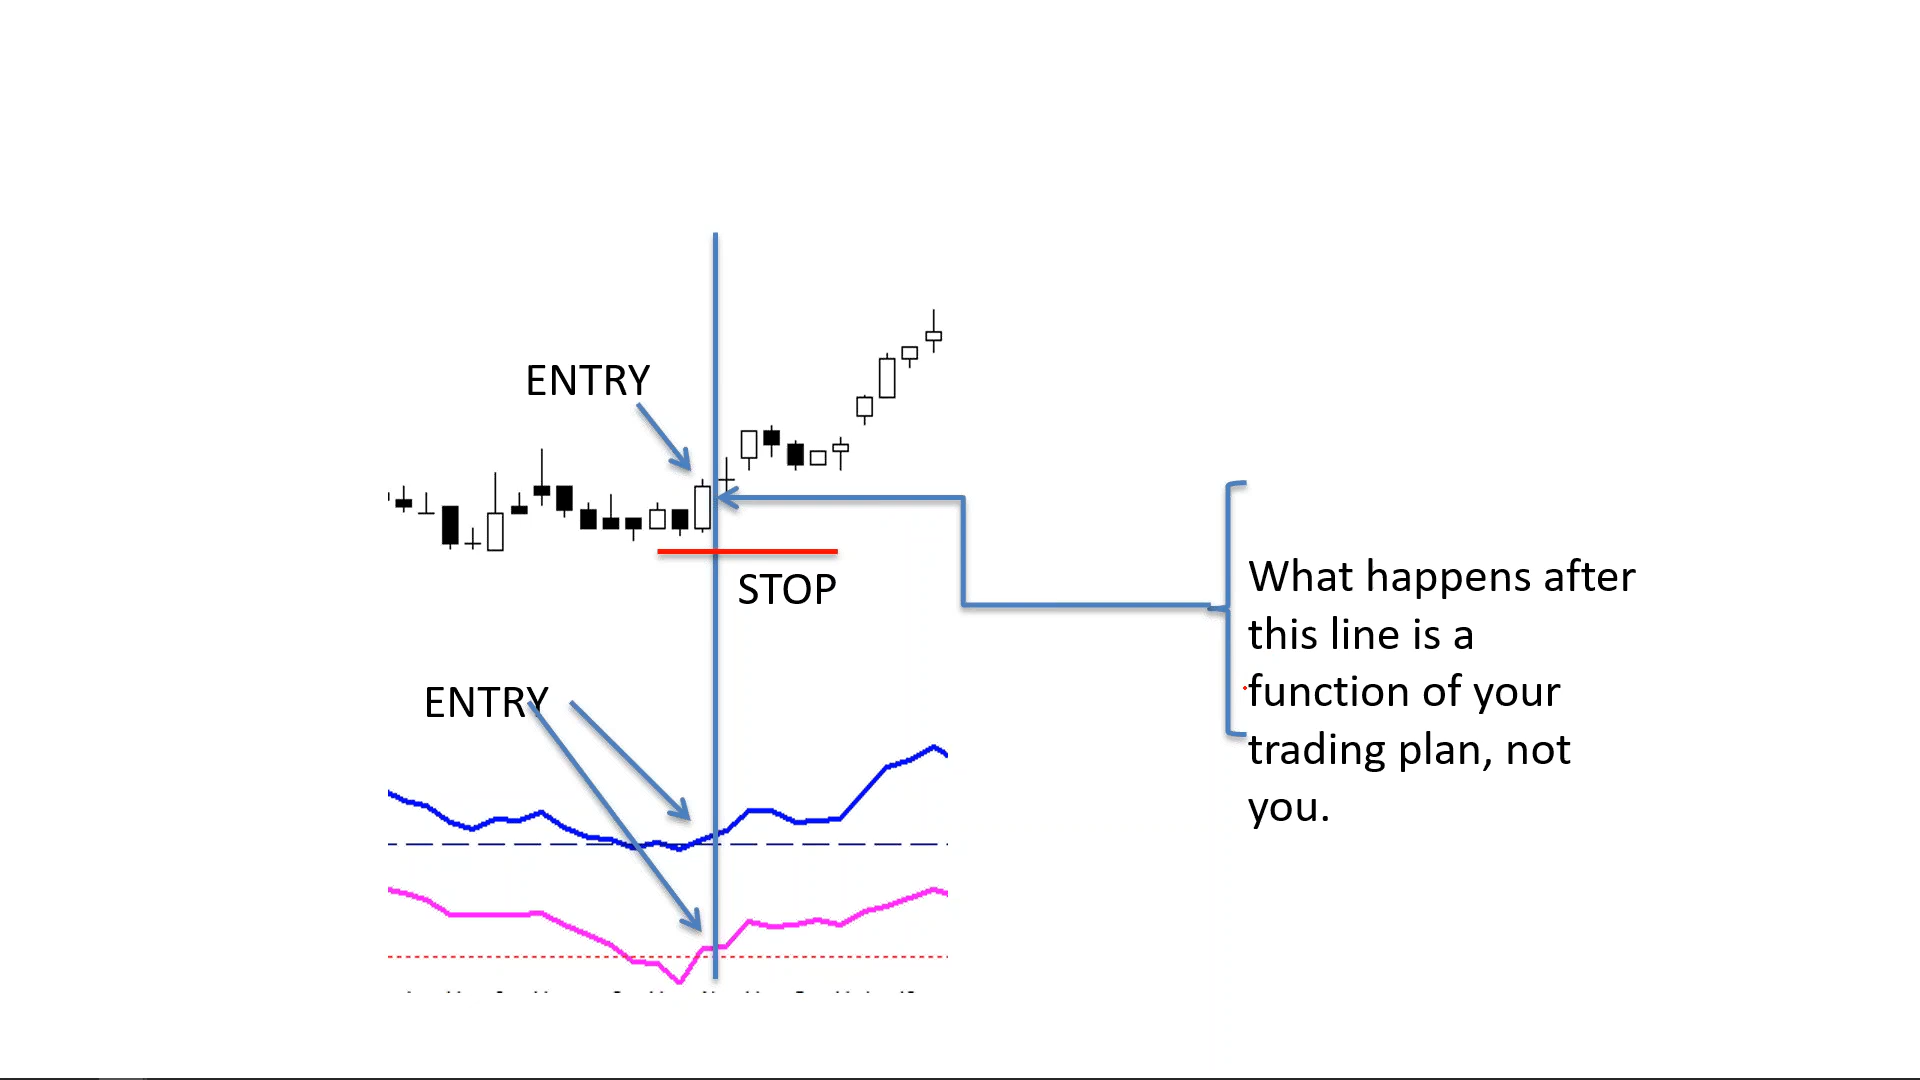 ENTRY
STOP
ENTRY
What happens after
this line is a
function of your
trading plan, not
you.